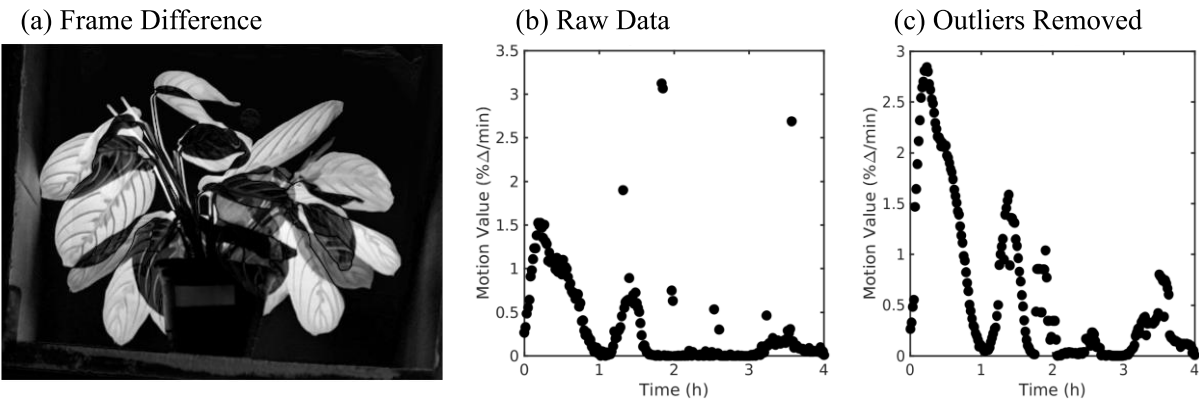 (a) Frame Difference
(b) Raw Data
(c) Outliers Removed
Motion Value (%Δ/min)
3.5
3
2.5
2
1.5
1
0.5
0
0 1 2 3 4
Time (h)
Motion Value (%Δ/min)
3
2.5
2
1.5
1
0.5
0
0 1 2 3 4
Time (h)